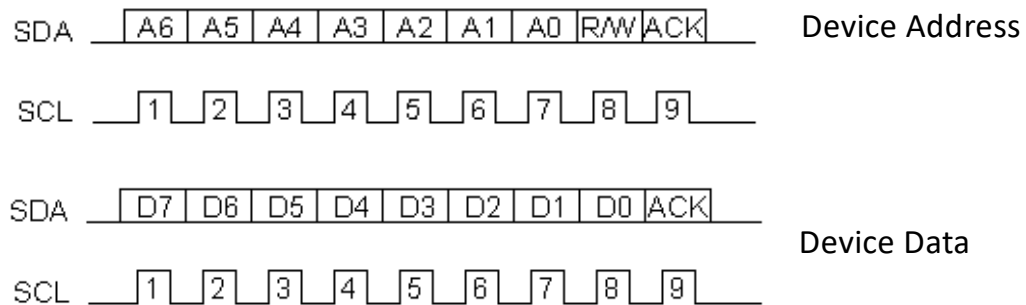 SDA A6 A5 A4 A3 A2 A1 A0 R/W ACK Device Address
SCL 1 2 3 4 5 6 7 8 9
SDA D7 D6 D5 D4 D3 D2 D1 D0 ACK
Device Data
SCL 1 2 3 4 5 6 7 8 9